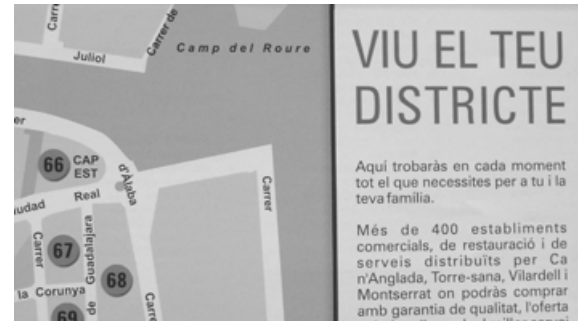 Carrer
Carrer de
Juliol
Camp del Roure
66
CAP
EST
d'Àlaba
Real
Carrer
Carrer
67
Guadalajara
de
68
la Corunya
69
VIU EL TEU
DISTRICTE
Aquí trobaràs en cada moment
tot el que necessites per a tu i la
teva família.
Més de 400 establiments
comercials, de restauració i de
serveis distribuïts per Ca
n'Anglada, Torre-sana, Vilardell i
Montserrat on podràs comprar
amb garantia de qualitat, l'oferta